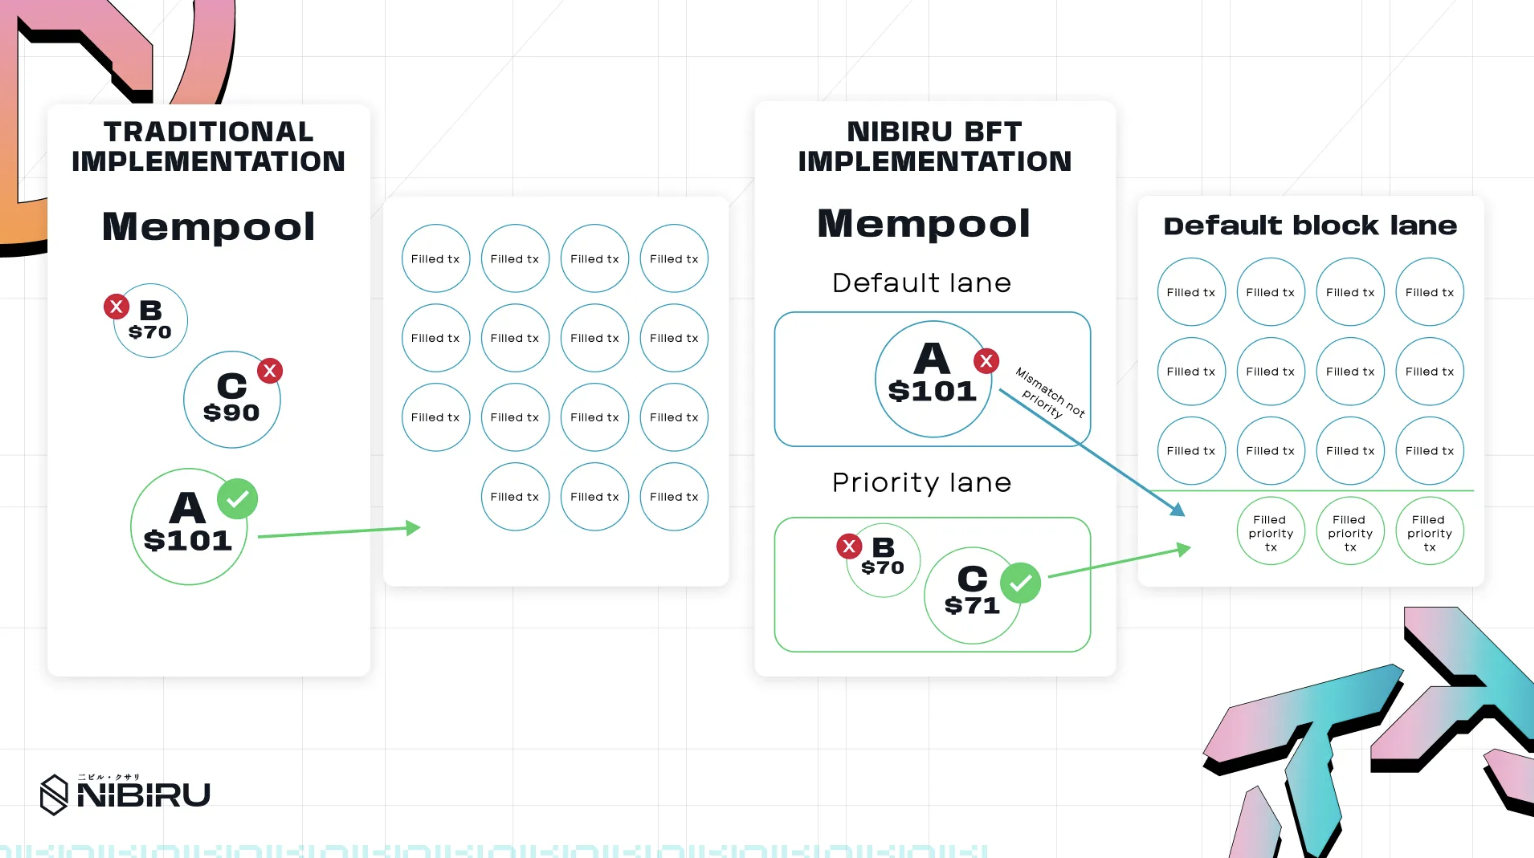 TRADITIONAL
IMPLEMENTATION
Mempool
X
B
$70
C
X
$90
A
$101
Filled tx Filled tx Filled tx Filled tx
Filled tx Filled tx Filled tx Filled tx
Filled tx Filled tx Filled tx Filled tx
Filled tx Filled tx Filled tx
NIBIRU BFT
IMPLEMENTATION
Mempool
Default lane
A
X
$101
Mismatch not
priority
Priority lane
X
B
$70
C
$71
Default block lane
Filled tx Filled tx Filled tx Filled tx
Filled tx Filled tx Filled tx Filled tx
Filled tx Filled tx Filled tx Filled tx
Filled Filled Filled
priority priority priority
tx tx tx
ニビル・クサリ
NIBIRU